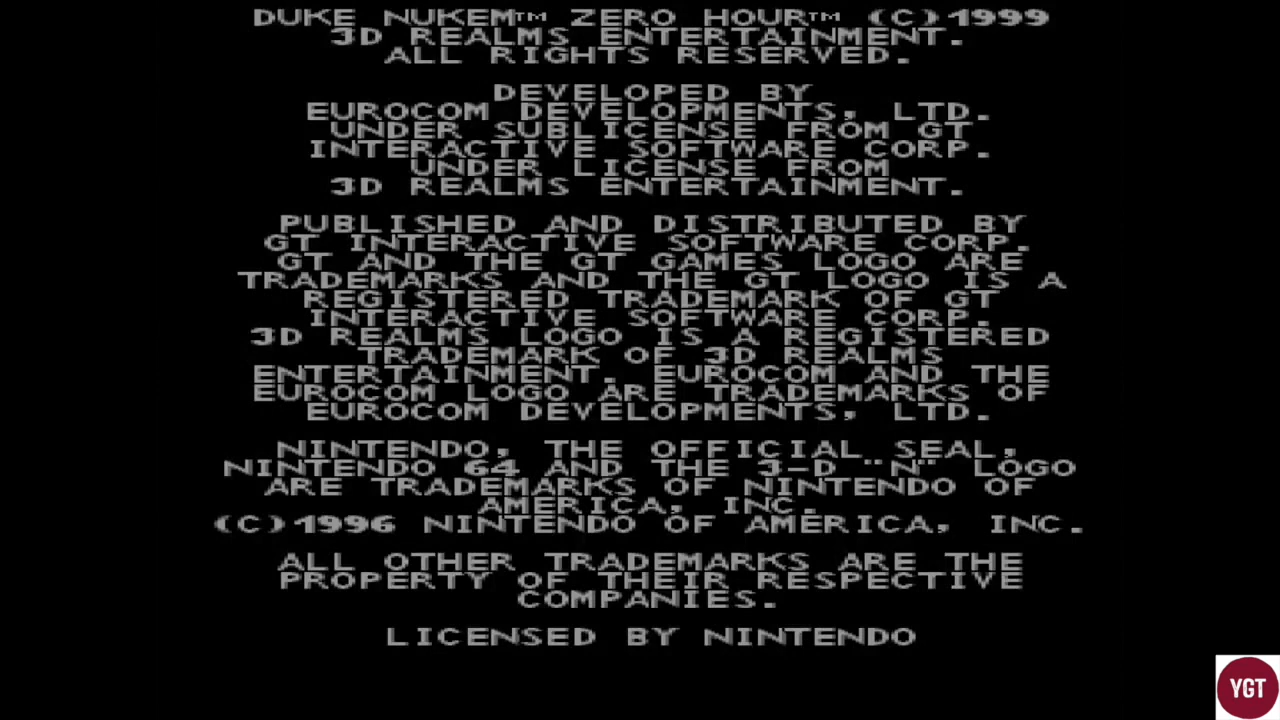 DUKE NUKEM™ ZERO HOUR™ (C)1999
3D REALMS ENTERTAINMENT.
ALL RIGHTS RESERVED.
DEVELOPED BY
EUROCOM DEVELOPMENTS, LTD.
UNDER SUBLICENSE FROM GT
INTERACTIVE SOFTWARE CORP.
UNDER LICENSE FROM
3D REALMS ENTERTAINMENT.
PUBLISHED AND DISTRIBUTED BY
GT INTERACTIVE SOFTWARE CORP.
GT AND THE GT GAMES LOGO ARE
TRADEMARKS AND THE GT LOGO IS A
REGISTERED TRADEMARK OF GT
INTERACTIVE SOFTWARE CORP.
3D REALMS LOGO IS A REGISTERED
TRADEMARK OF 3D REALMS
ENTERTAINMENT. EUROCOM AND THE
EUROCOM LOGO ARE TRADEMARKS OF
EUROCOM DEVELOPMENTS, LTD.
NINTENDO, THE OFFICIAL SEAL,
NINTENDO 64 AND THE 3-D "N" LOGO
ARE TRADEMARKS OF NINTENDO OF
AMERICA, INC.
(C)1996 NINTENDO OF AMERICA, INC.
ALL OTHER TRADEMARKS ARE THE
PROPERTY OF THEIR RESPECTIVE
COMPANIES.
LICENSED BY NINTENDO
YGT